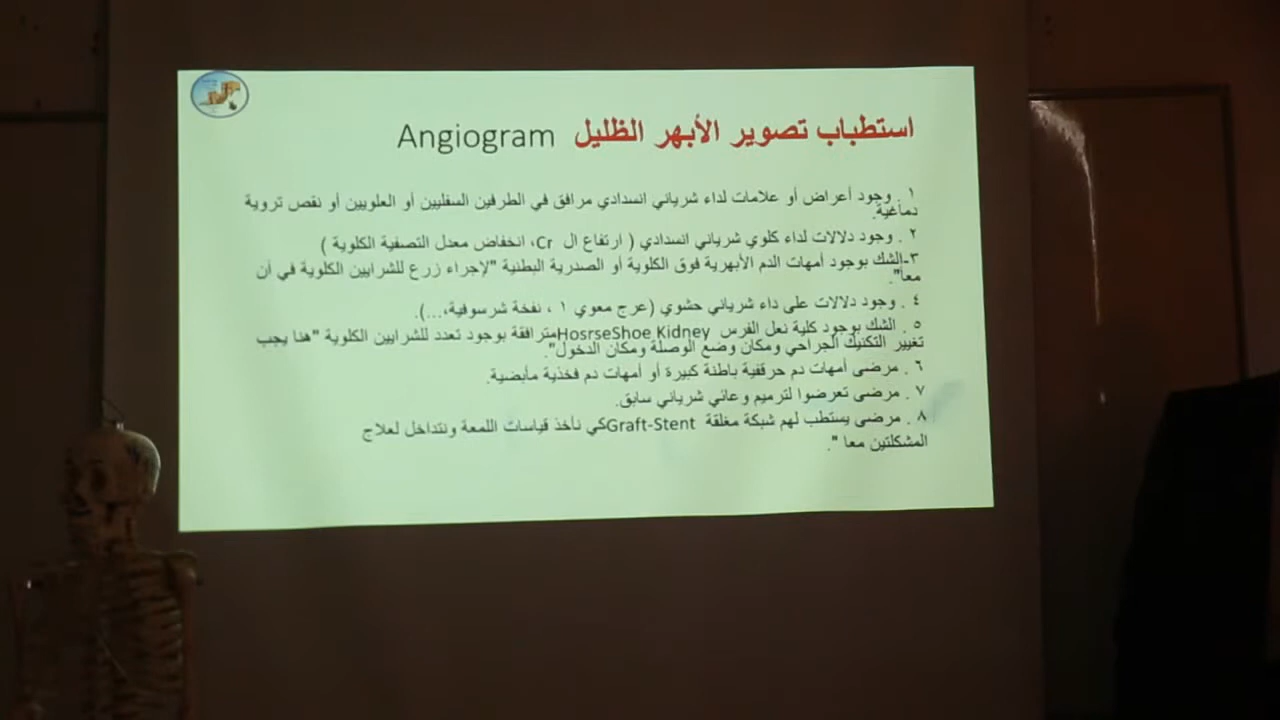 استطباب تصوير الأبهر الظليل Angiogram
١ . وجود أعراض أو علامات لداء شرياني انسدادي مرافق في الطرفين السفليين أو العلويين أو نقص تروية
دماغية.
٢ . وجود دلالات لداء كلوي شرياني انسدادي ( ارتفاع ال Cr، انخفاض معدل التصفية الكلوية )
٣-الشك بوجود أمهات الدم الأبهرية فوق الكلوية أو الصدرية البطنية "لإجراء زرع للشرايين الكلوية في آن
معا".
٤ . وجود دلالات على داء شرياني حشوي (عرج معوي ١ ، نفخة شرسوفية،...).
٥ . الشك بوجود كلية نعل الفرس HosrseShoe Kidneyمترافقة بوجود تعدد للشرايين الكلوية "هنا يجب
تغيير التكنيك الجراحي ومكان وضع الوصلة ومكان الدخول".
٦ . مرضى أمهات دم حرقفية باطنة كبيرة أو أمهات دم فخذية مأبضية.
٧ . مرضى تعرضوا لترميم وعائي شرياني سابق.
٨ . مرضى يستطب لهم شبكة مغلقة Graft-Stentكي نأخذ قياسات اللمعة ونتداخل لعلاج
المشكلتين معا ".